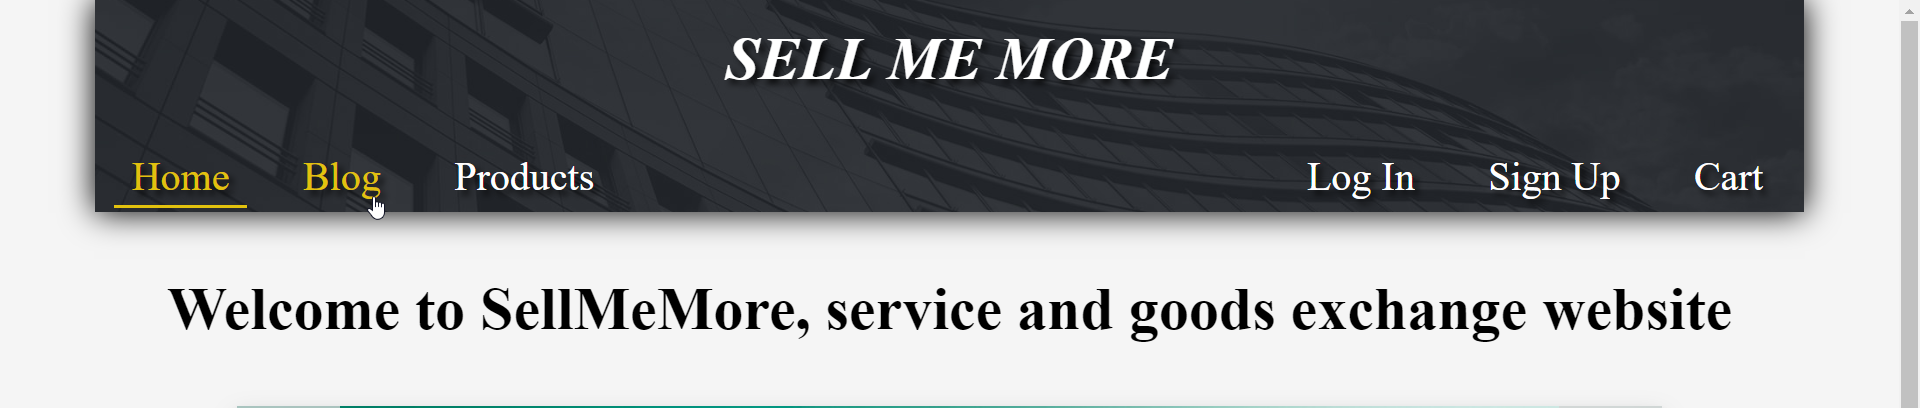 SELL ME MORE
Home Blog Products Log In Sign Up Cart
Welcome to SellMeMore, service and goods exchange website